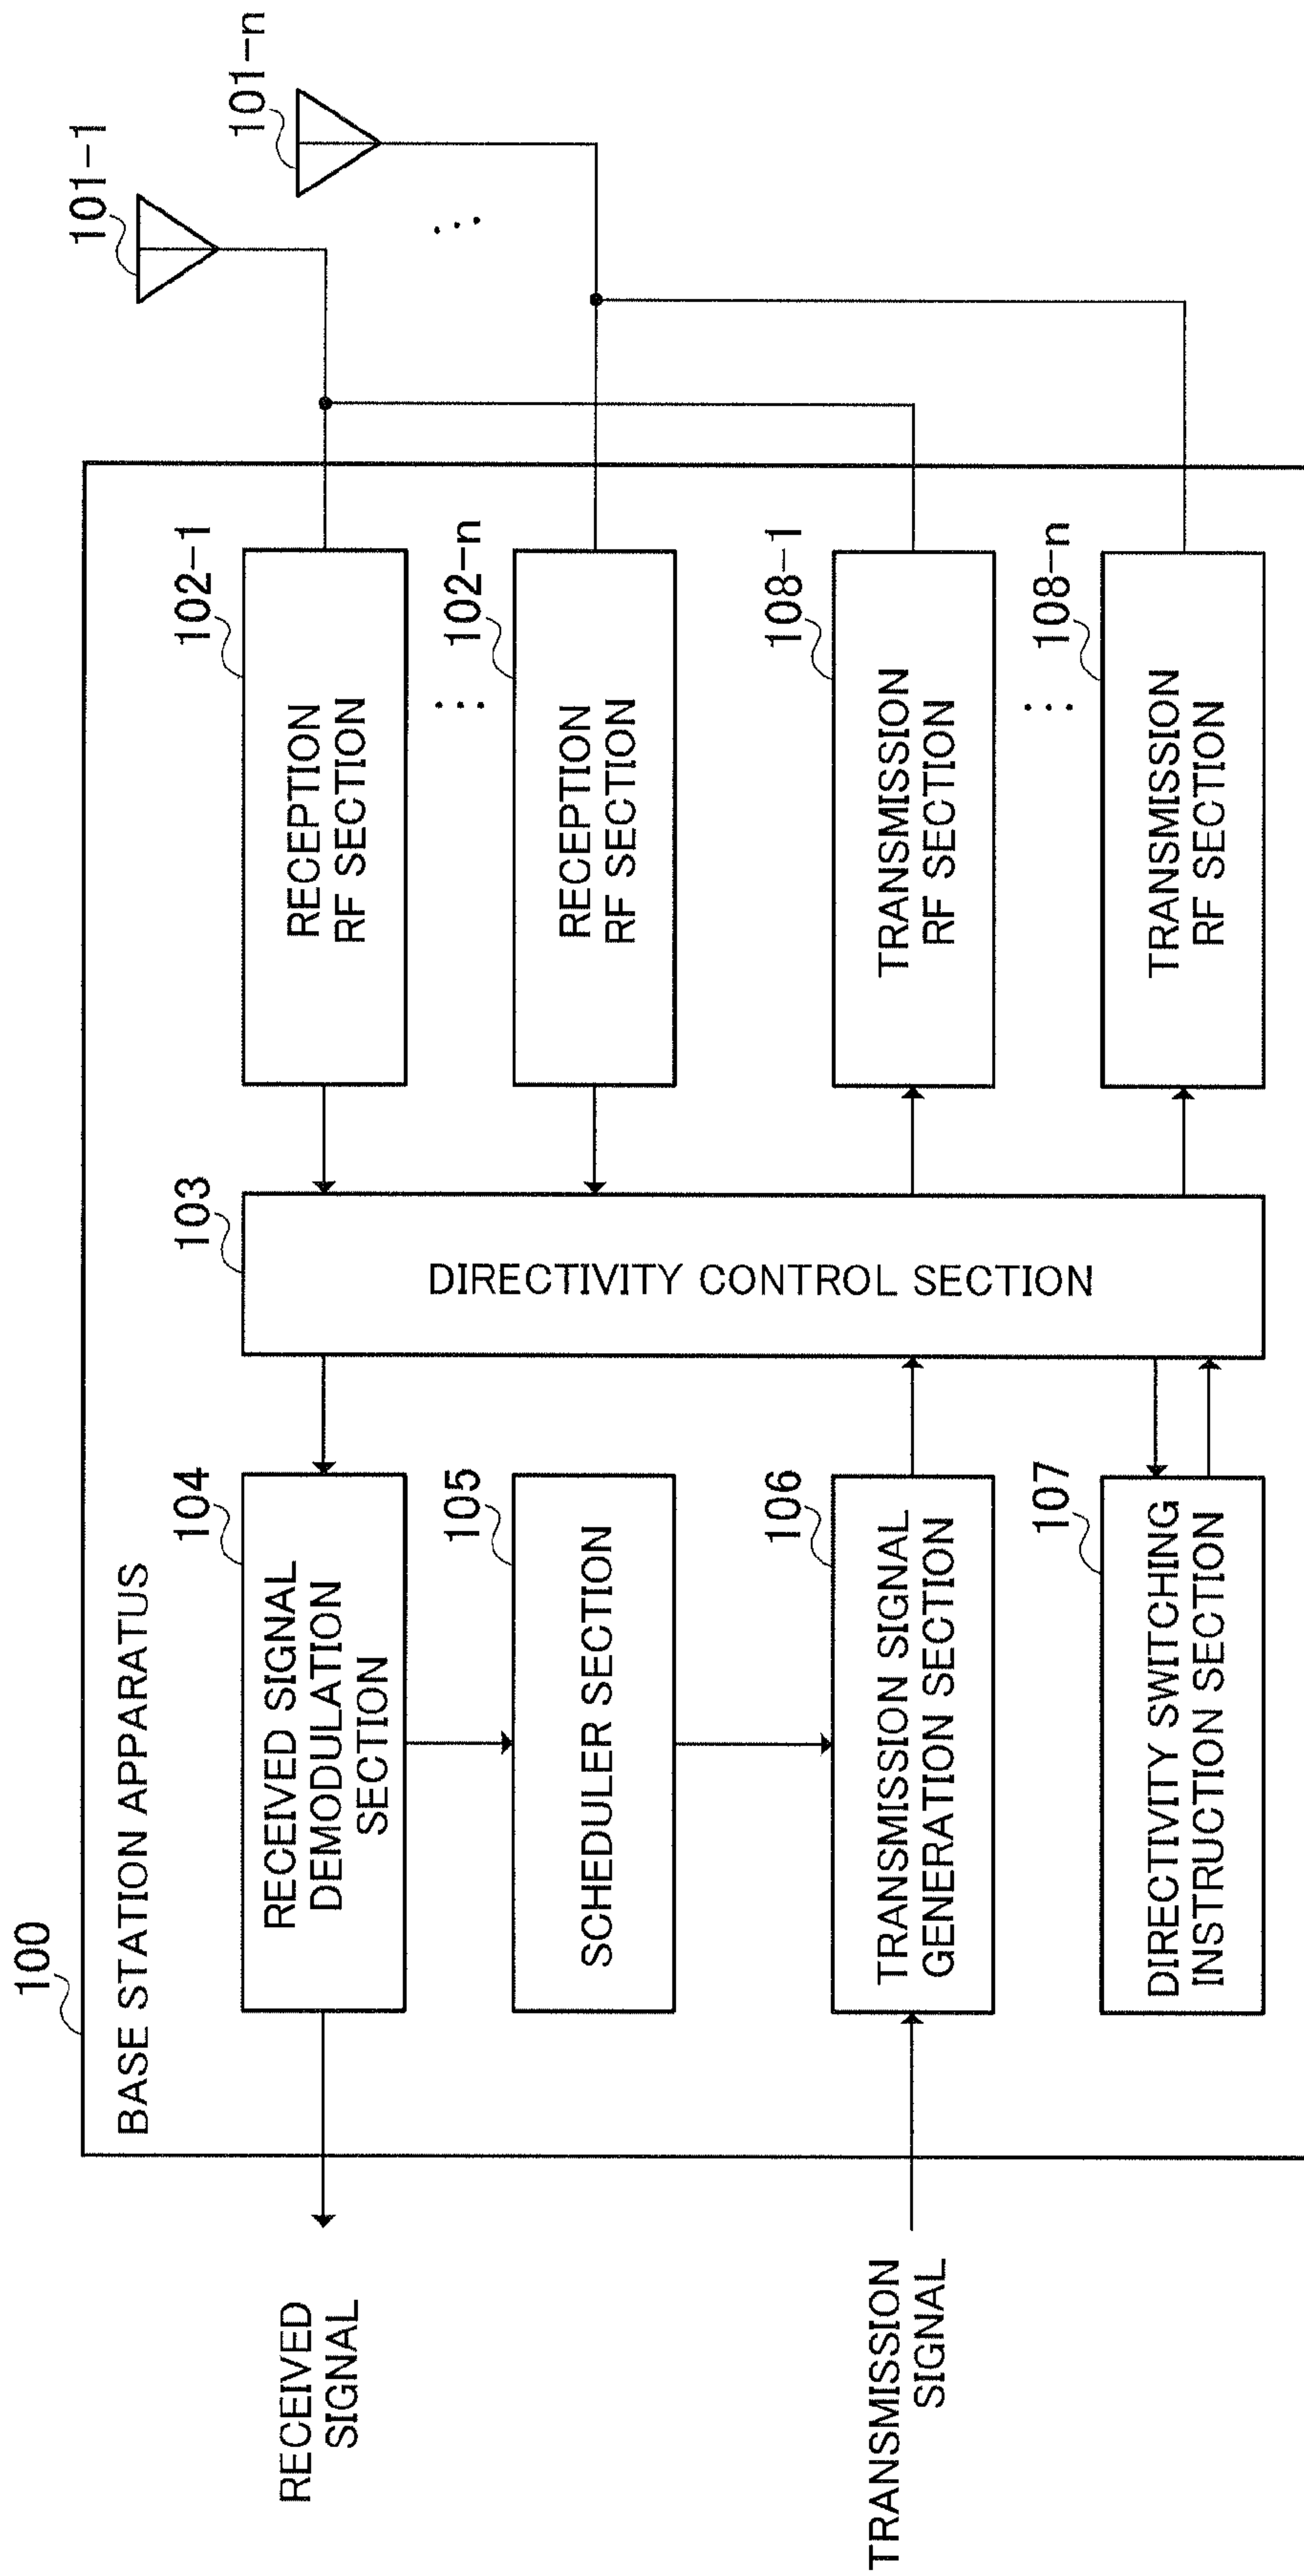 100
BASE STATION APPARATUS
101-1
101-n
104
RECEIVED SIGNAL
DEMODULATION
SECTION
103
DIRECTIVITY CONTROL SECTION
102-1
RECEPTION
RF SECTION
RECEIVED
SIGNAL
105
SCHEDULER SECTION
102-n
RECEPTION
RF SECTION
106
TRANSMISSION SIGNAL
GENERATION SECTION
108-1
TRANSMISSION
RF SECTION
TRANSMISSION
SIGNAL
107
DIRECTIVITY SWITCHING
INSTRUCTION SECTION
108-n
TRANSMISSION
RF SECTION